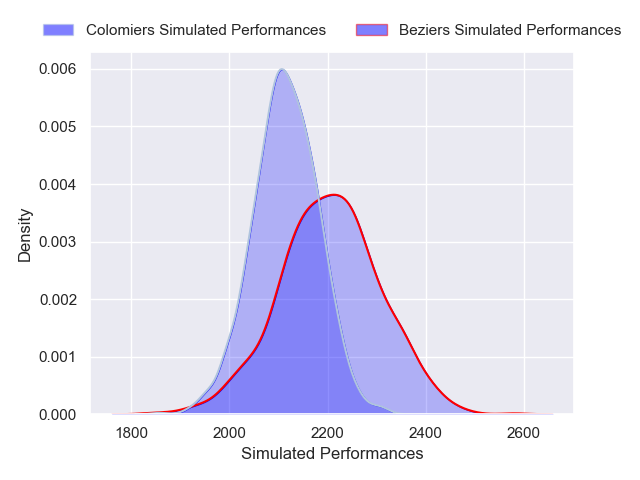 Colomiers Simulated Performances Beziers Simulated Performances
0.006
0.005
0.004
0.003
0.002
0.001
0.000
Density
1800 2000 2200 2400 2600
Simulated Performances